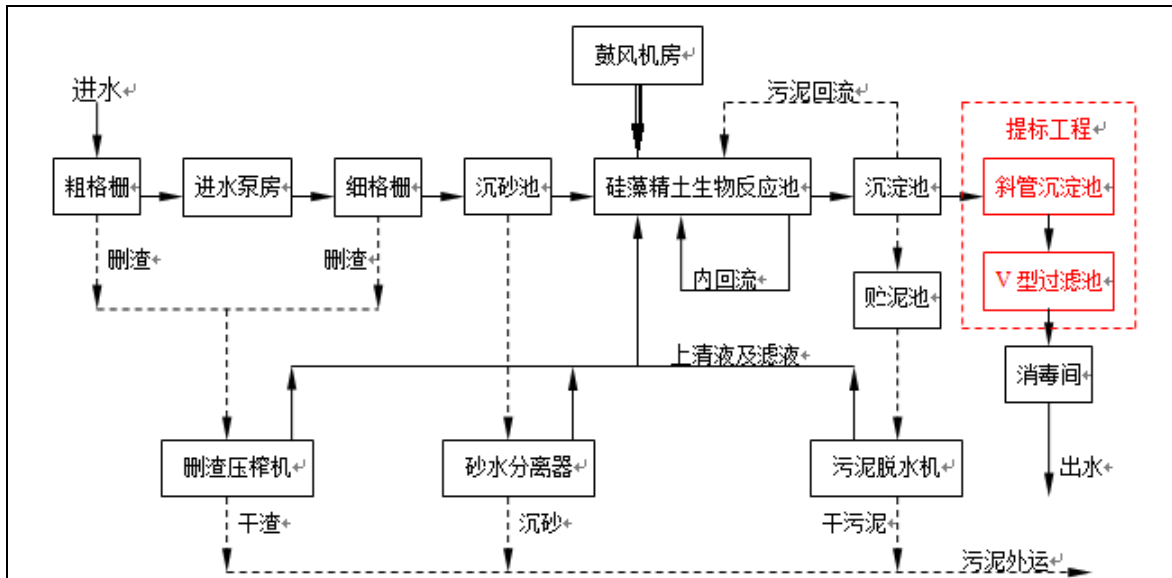 鼓风机房
进水
污泥回流
提标工程
粗格栅
进水泵房
细格栅
沉砂池
硅藻精土生物反应池
沉淀池
斜管沉淀池
删渣
删渣
内回流
贮泥池
V 型过滤池
上清液及滤液
消毒间
删渣压榨机
砂水分离器
污泥脱水机
出水
干渣
沉砂
干污泥
污泥外运